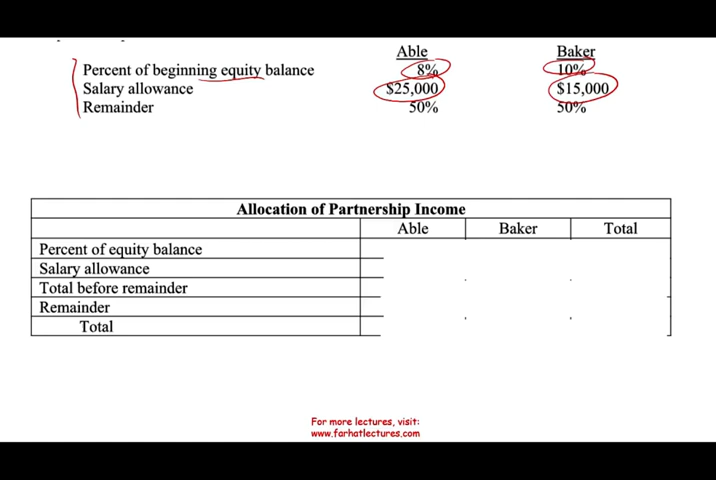 Able Baker
Percent of beginning equity balance 8% 10%
Salary allowance $25,000 $15,000
Remainder 50% 50%
Allocation of Partnership Income
Able Baker Total
Percent of equity balance
Salary allowance
Total before remainder
Remainder
Total
For more lectures, visit:
www.farhatlectures.com